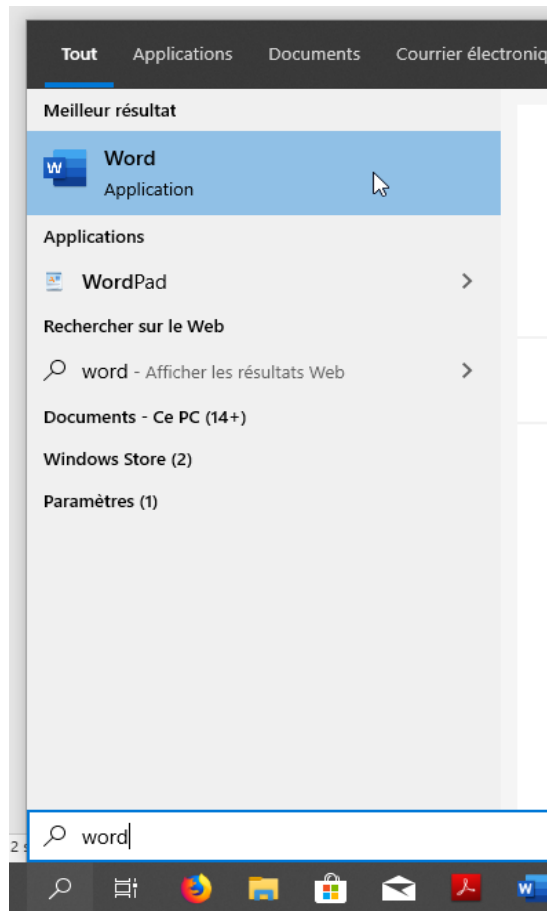 Tout Applications Documents Courrier électroniq
Meilleur résultat
Word
Application
Applications
WordPad
Rechercher sur le Web
word - Afficher les résultats Web
Documents - Ce PC (14+)
Windows Store (2)
Paramètres (1)
2 s
word